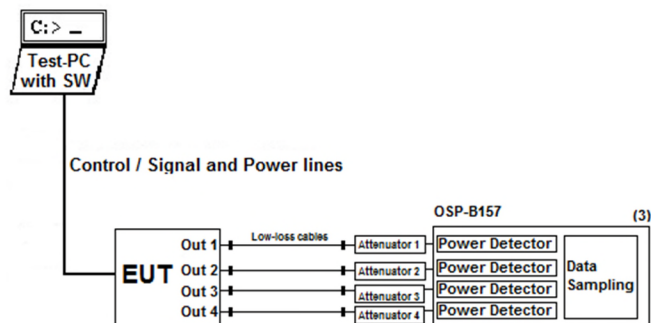 C:> _
Test-PC
with SW
Control / Signal and Power lines
OSP-B157
(3)
Out 1
Low-loss cables
Attenuator 1
Power Detector
EUT
Out 2
Attenuator 2
Power Detector
Data
Sampling
Out 3
Attenuator 3
Power Detector
Out 4
Attenuator 4
Power Detector